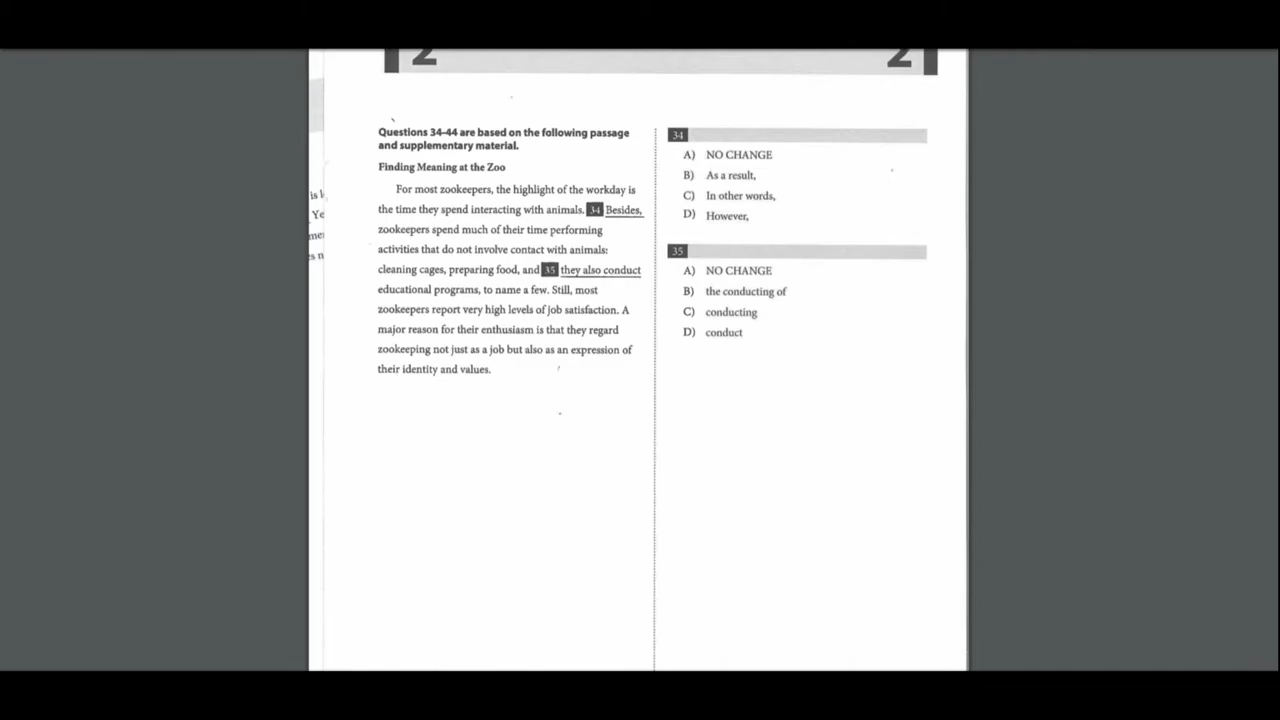 2 2
is l
Ye
me
s n
Questions 34-44 are based on the following passage
and supplementary material.
Finding Meaning at the Zoo
For most zookeepers, the highlight of the workday is
the time they spend interacting with animals. 34 Besides,
zookeepers spend much of their time performing
activities that do not involve contact with animals:
cleaning cages, preparing food, and 35 they also conduct
educational programs, to name a few. Still, most
zookeepers report very high levels of job satisfaction. A
major reason for their enthusiasm is that they regard
zookeeping not just as a job but also as an expression of
their identity and values.
34
A) NO CHANGE
B) As a result,
C) In other words,
D) However,
35
A) NO CHANGE
B) the conducting of
C) conducting
D) conduct